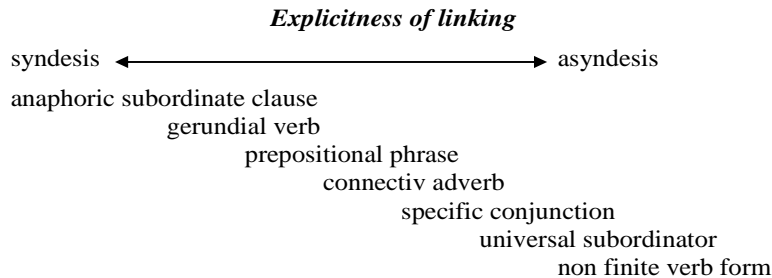 Explicitness of linking
syndesis asyndesis
anaphoric subordinate clause
gerundial verb
prepositional phrase
connectiv adverb
specific conjunction
universal subordinator
non finite verb form